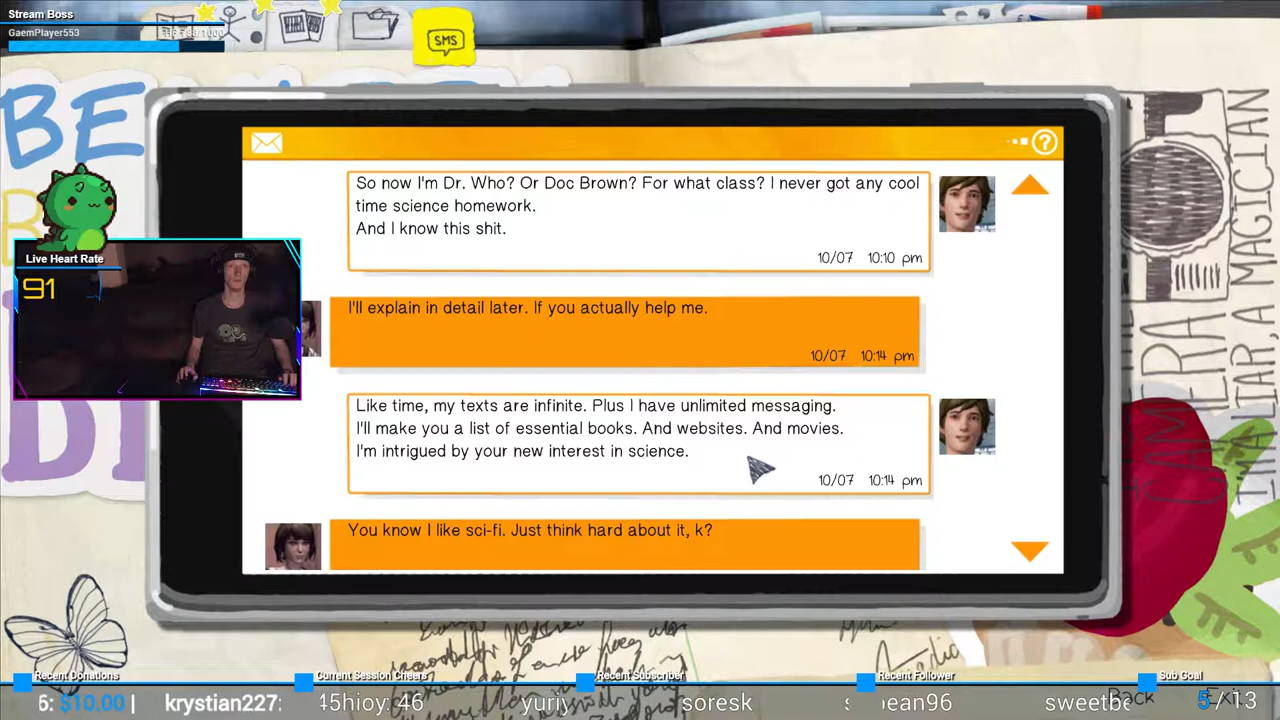 Stream Boss
GaemPlayer553
SMS
BE
So now I'm Dr. Who? Or Doc Brown? For what class? I never got any cool
time science homework.
And I know this shit.
10/07 10:10 pm
Live Heart Rate
91
I'll explain in detail later. If you actually help me.
10/07 10:14 pm
Like time, my texts are infinite. Plus I have unlimited messaging.
I'll make you a list of essential books. And websites. And movies.
I'm intrigued by your new interest in science.
10/07 10:14 pm
You know I like sci-fi. Just think hard about it, k?
TAR, A MAGICIAN
Recent Donations
Current Session Cheers
Recent Subscriber
Recent Follower
Sub Goal
6: $10.00 |
krystian227:
45hioy: 46
yuriy
soresk
ean96
sweetb
Back
Exit
5 / 13